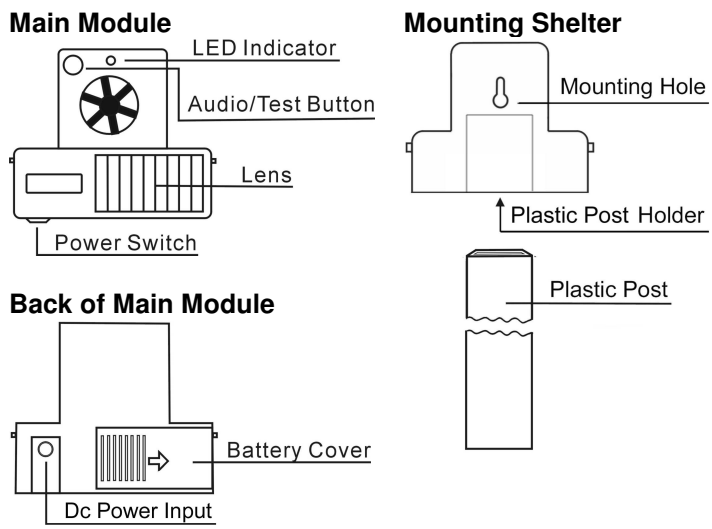 Main Module
LED Indicator
Audio/Test Button
Lens
Power Switch
Back of Main Module
Battery Cover
Dc Power Input
Mounting Shelter
Mounting Hole
Plastic Post Holder
Plastic Post